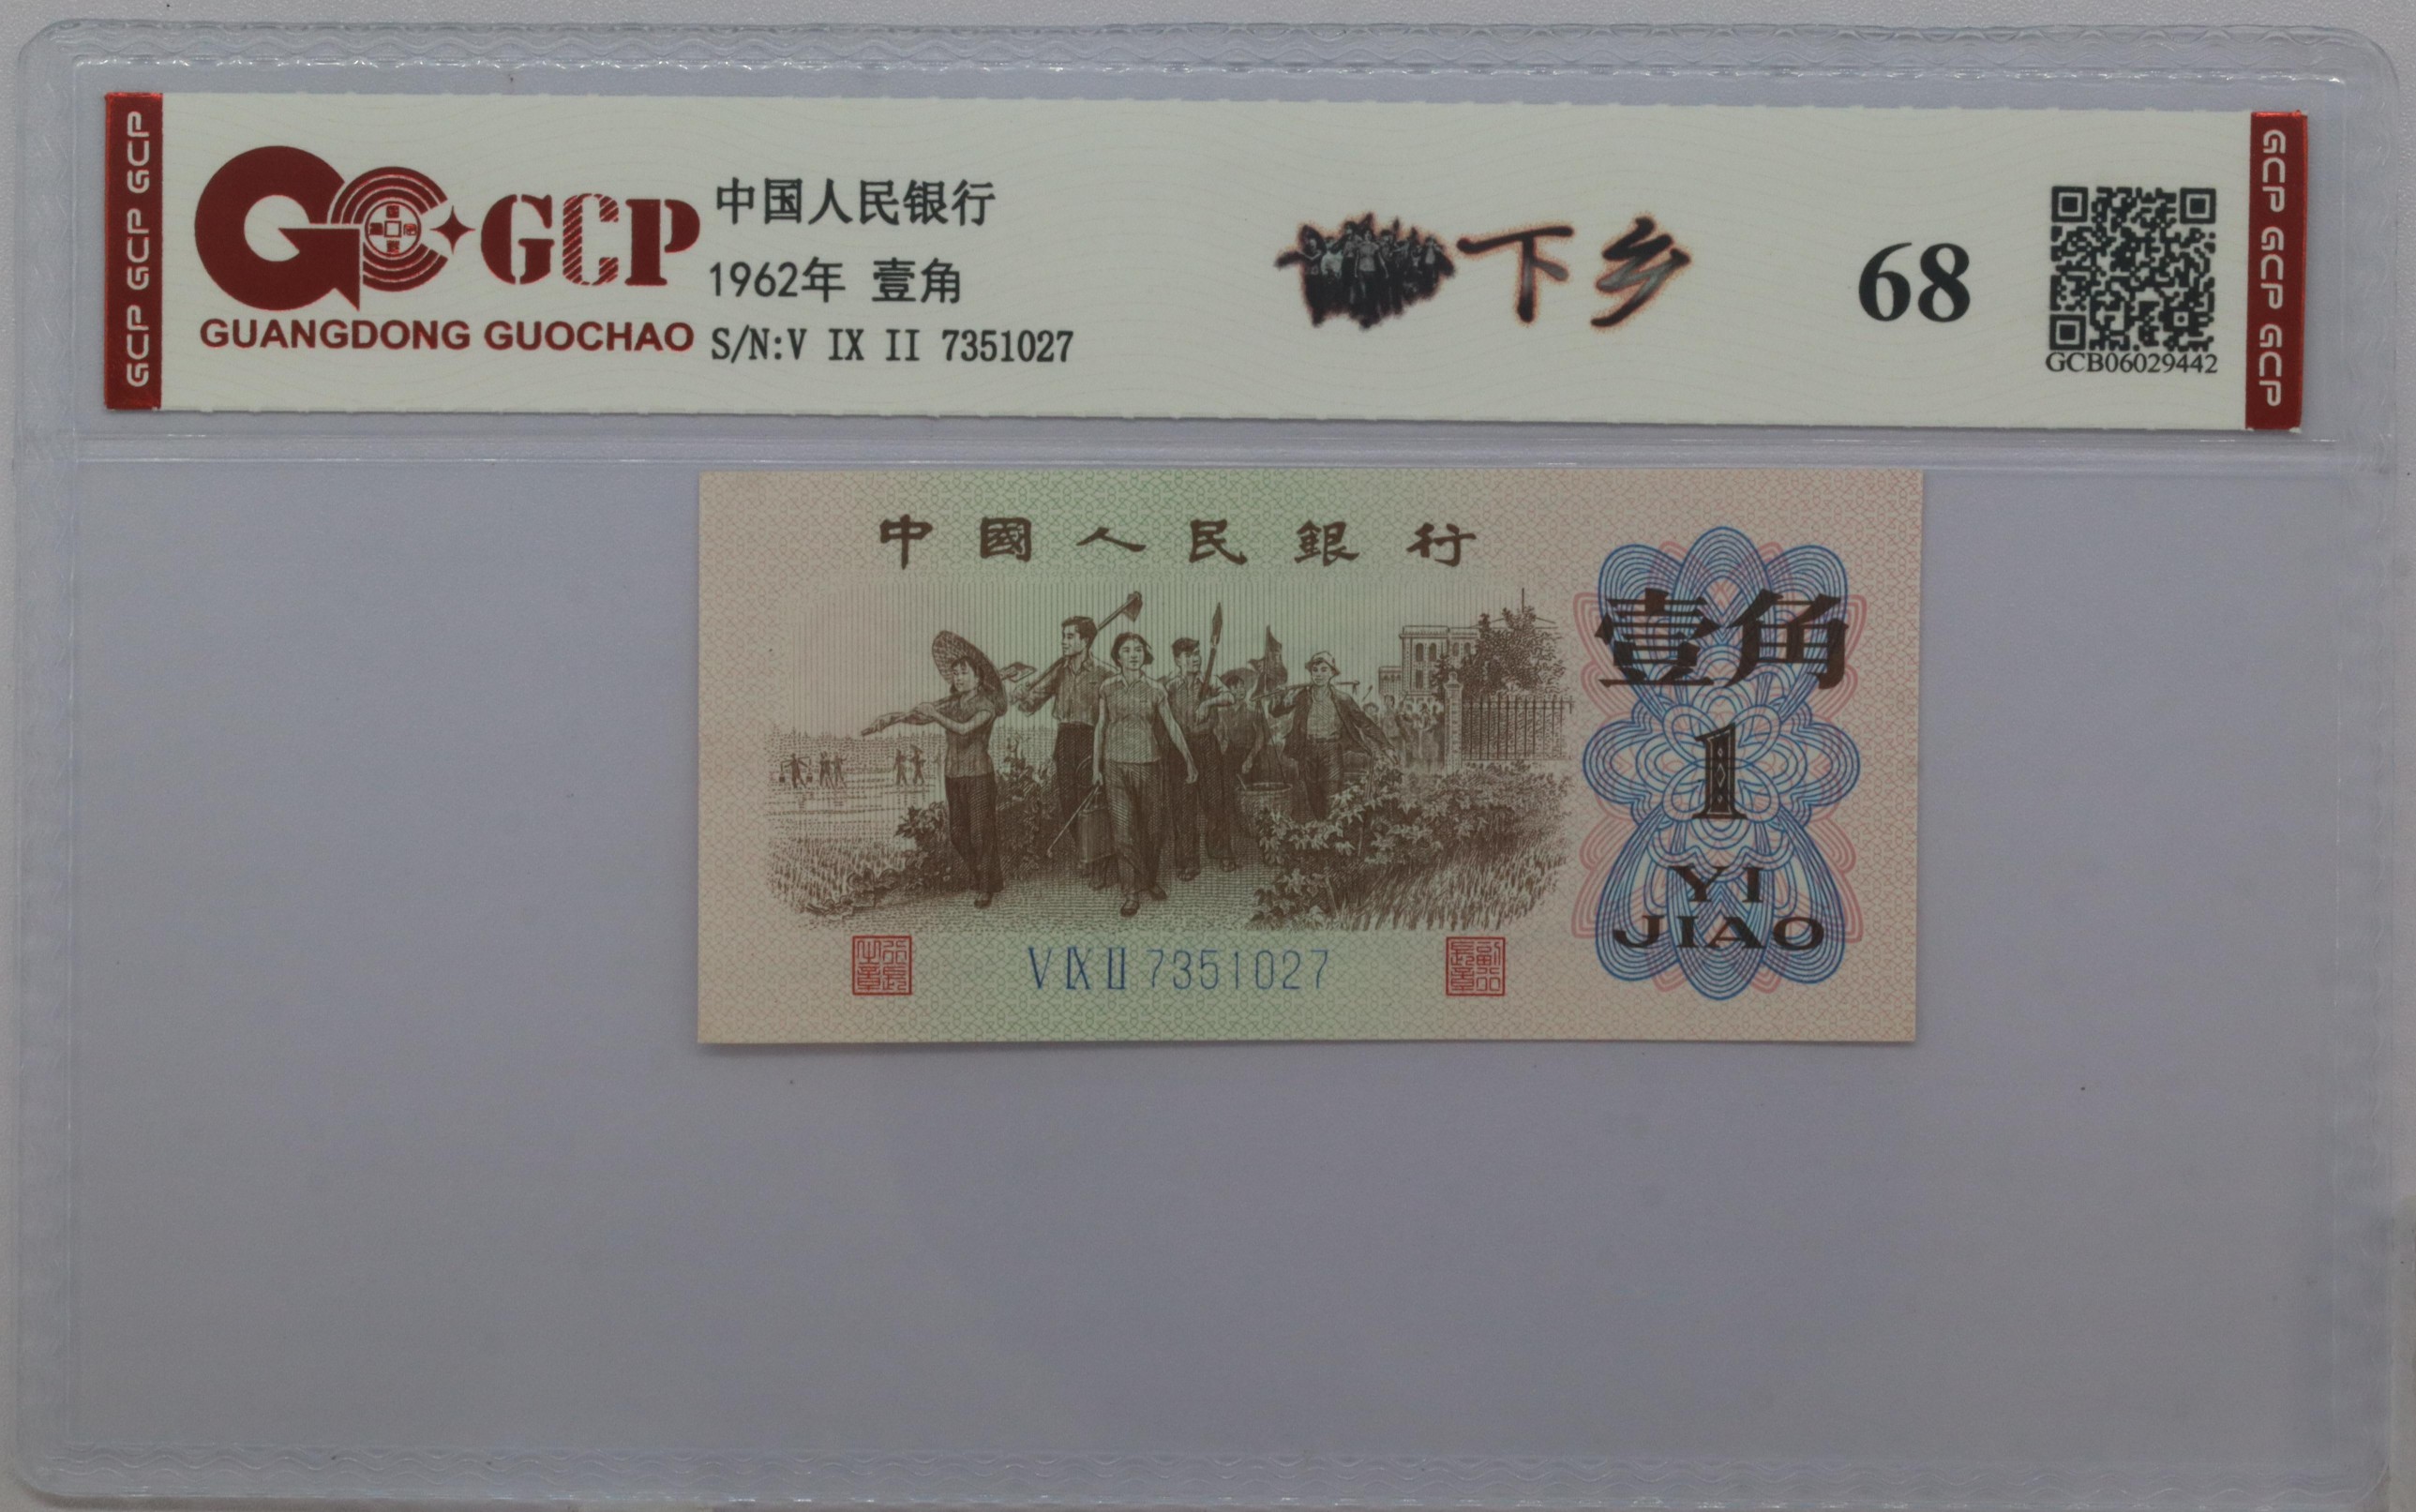 GCP GCP GCP
GCP
GUANGDONG GUOCHAO
中国人民银行
1962年 壹角
S/N:V IX II 7351027
下乡
68
GCB06029442
GCP GCP GCP
中國人民銀行
壹角
1
YI
JIAO
V IX II 7351027